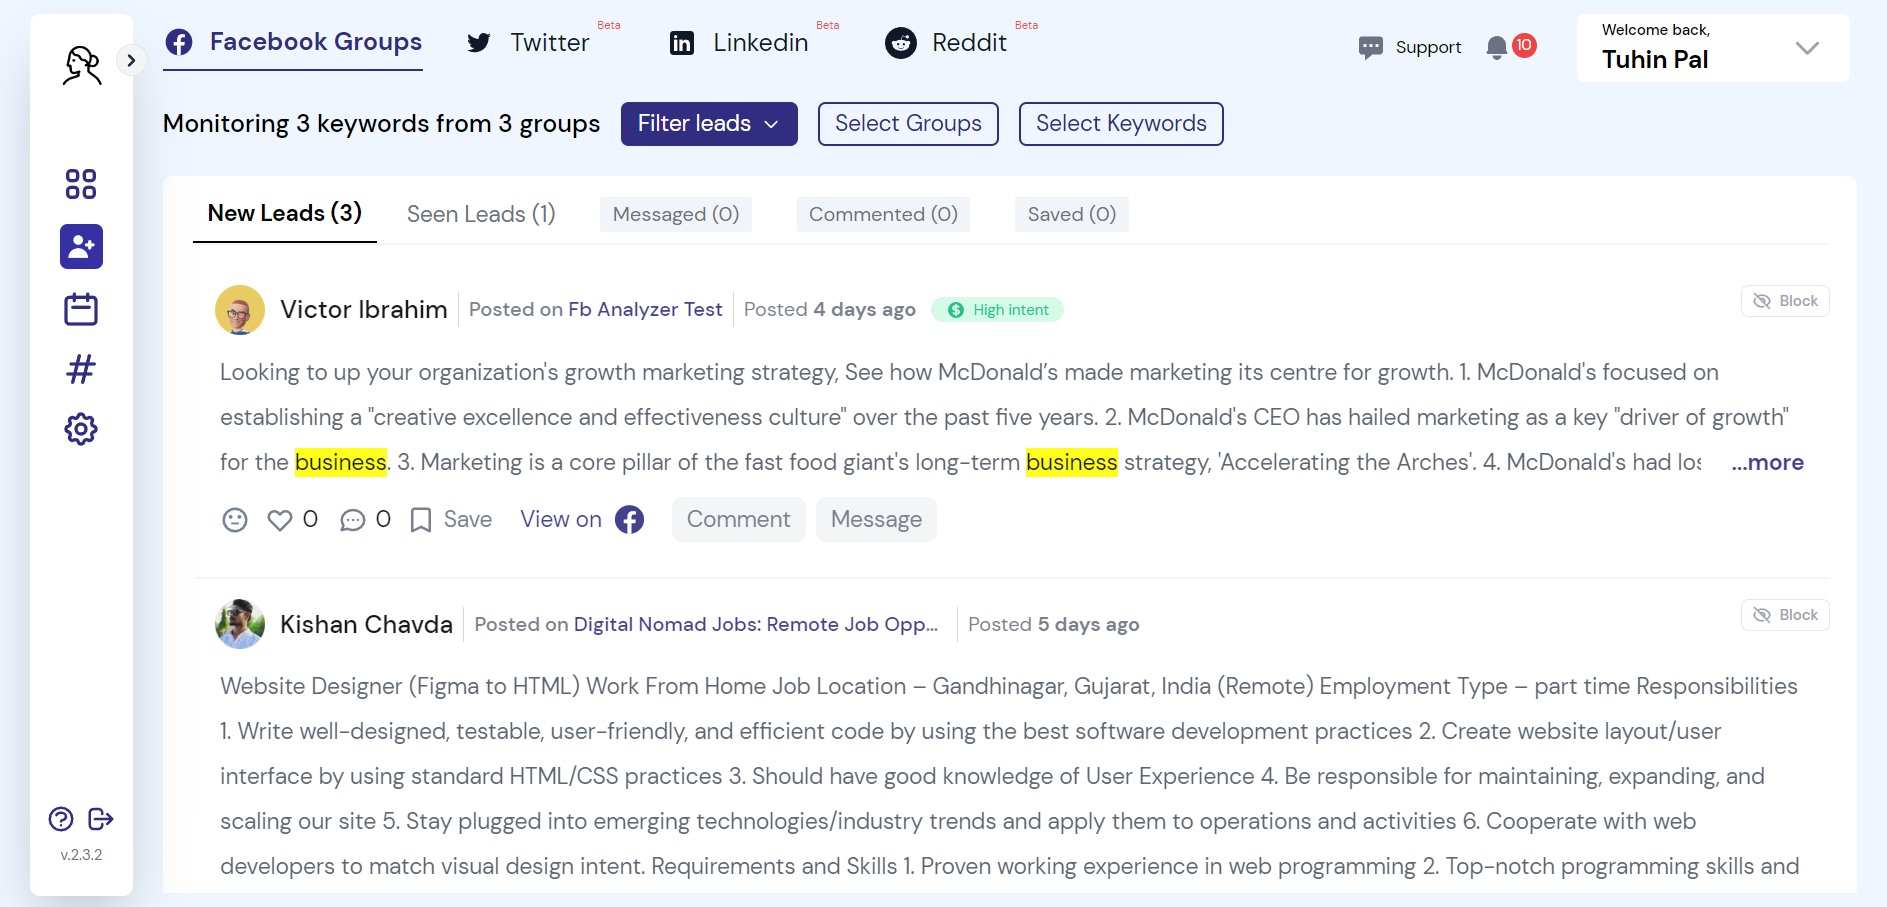 Facebook Groups
Twitter Beta
Linkedin Beta
Reddit Beta
Support
10
Welcome back,
Tuhin Pal
Monitoring 3 keywords from 3 groups
Filter leads
Select Groups
Select Keywords
New Leads (3)
Seen Leads (1)
Messaged (0)
Commented (0)
Saved (0)
Victor Ibrahim
Posted on Fb Analyzer Test
Posted 4 days ago
High intent
Block
Looking to up your organization's growth marketing strategy, See how McDonald’s made marketing its centre for growth. 1. McDonald's focused on
establishing a "creative excellence and effectiveness culture" over the past five years. 2. McDonald's CEO has hailed marketing as a key "driver of growth"
for the business. 3. Marketing is a core pillar of the fast food giant's long-term business strategy, 'Accelerating the Arches'. 4. McDonald's had los ...more
0
0
Save
View on
Comment
Message
Kishan Chavda
Posted on Digital Nomad Jobs: Remote Job Opp...
Posted 5 days ago
Block
Website Designer (Figma to HTML) Work From Home Job Location – Gandhinagar, Gujarat, India (Remote) Employment Type – part time Responsibilities
1. Write well-designed, testable, user-friendly, and efficient code by using the best software development practices 2. Create website layout/user
interface by using standard HTML/CSS practices 3. Should have good knowledge of User Experience 4. Be responsible for maintaining, expanding, and
scaling our site 5. Stay plugged into emerging technologies/industry trends and apply them to operations and activities 6. Cooperate with web
developers to match visual design intent. Requirements and Skills 1. Proven working experience in web programming 2. Top-notch programming skills and
v.2.3.2